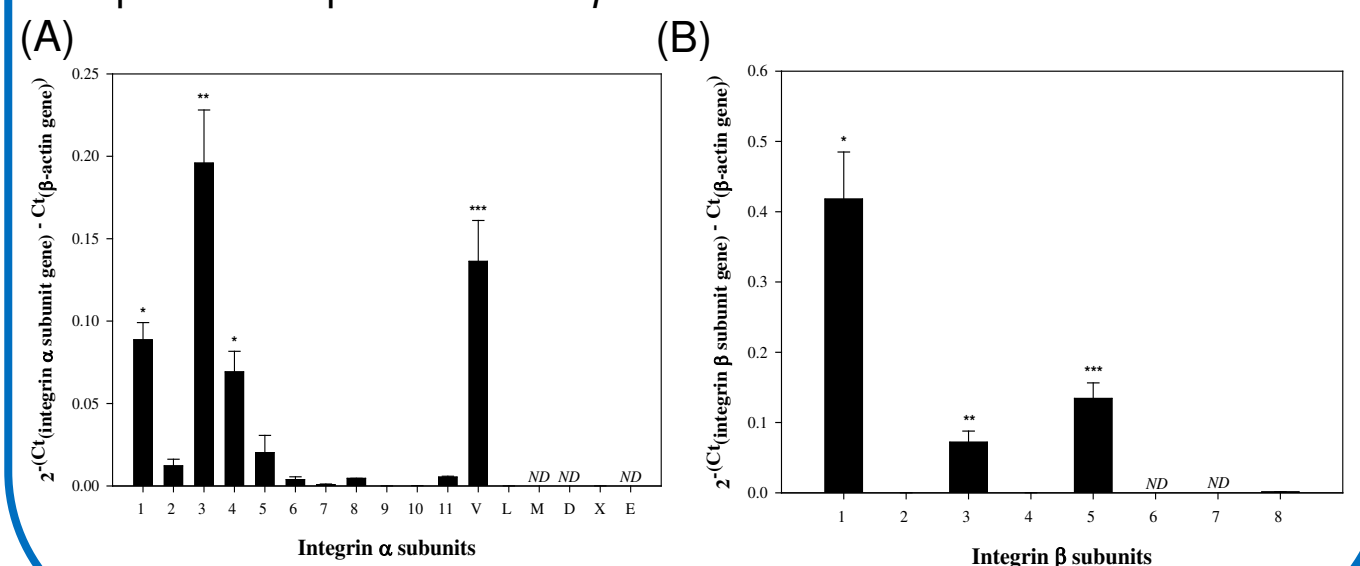 (A)
0.25
0.20
0.15
0.10
0.05
0.00
2-(Ct(integrin α subunit gene) - Ct(β-actin gene)
*
**
*
***
ND ND ND
1 2 3 4 5 6 7 8 9 10 11 V L M D X E
Integrin α subunits
(B)
0.6
0.5
0.4
0.3
0.2
0.1
0.0
2-(Ct(integrin β subunit gene) - Ct(β-actin gene)
*
**
***
ND ND
1 2 3 4 5 6 7 8
Integrin β subunits